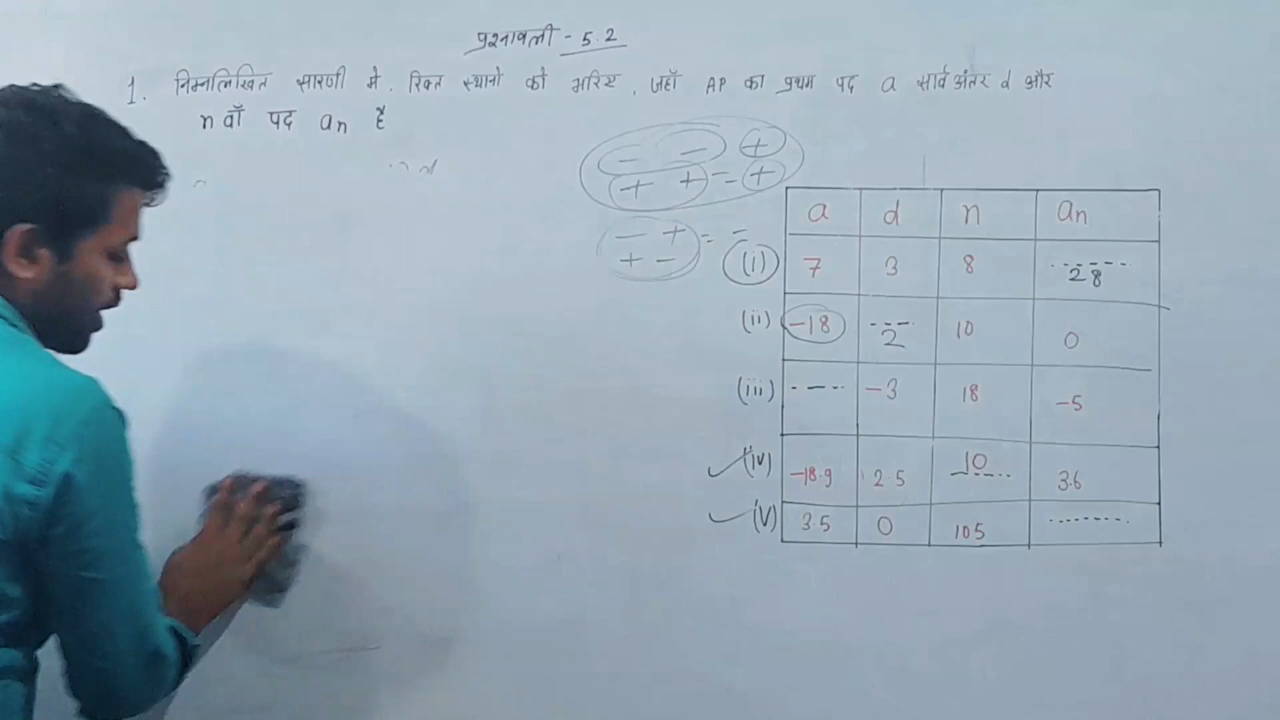 प्रश्नावली - 5.2
1. निम्नलिखित सारणी में रिक्त स्थानो को भरिए, जहाँ AP का प्रथम पद a सार्व अंतर d और
n वाँ पद an है
- - +
+ + = +
- + = -
+ -
a d n an
(i) 7 3 8 28
(ii) -18 2 10 0
(iii) -3 18 -5
(iv) -18.9 2.5 10 3.6
(v) 3.5 0 105